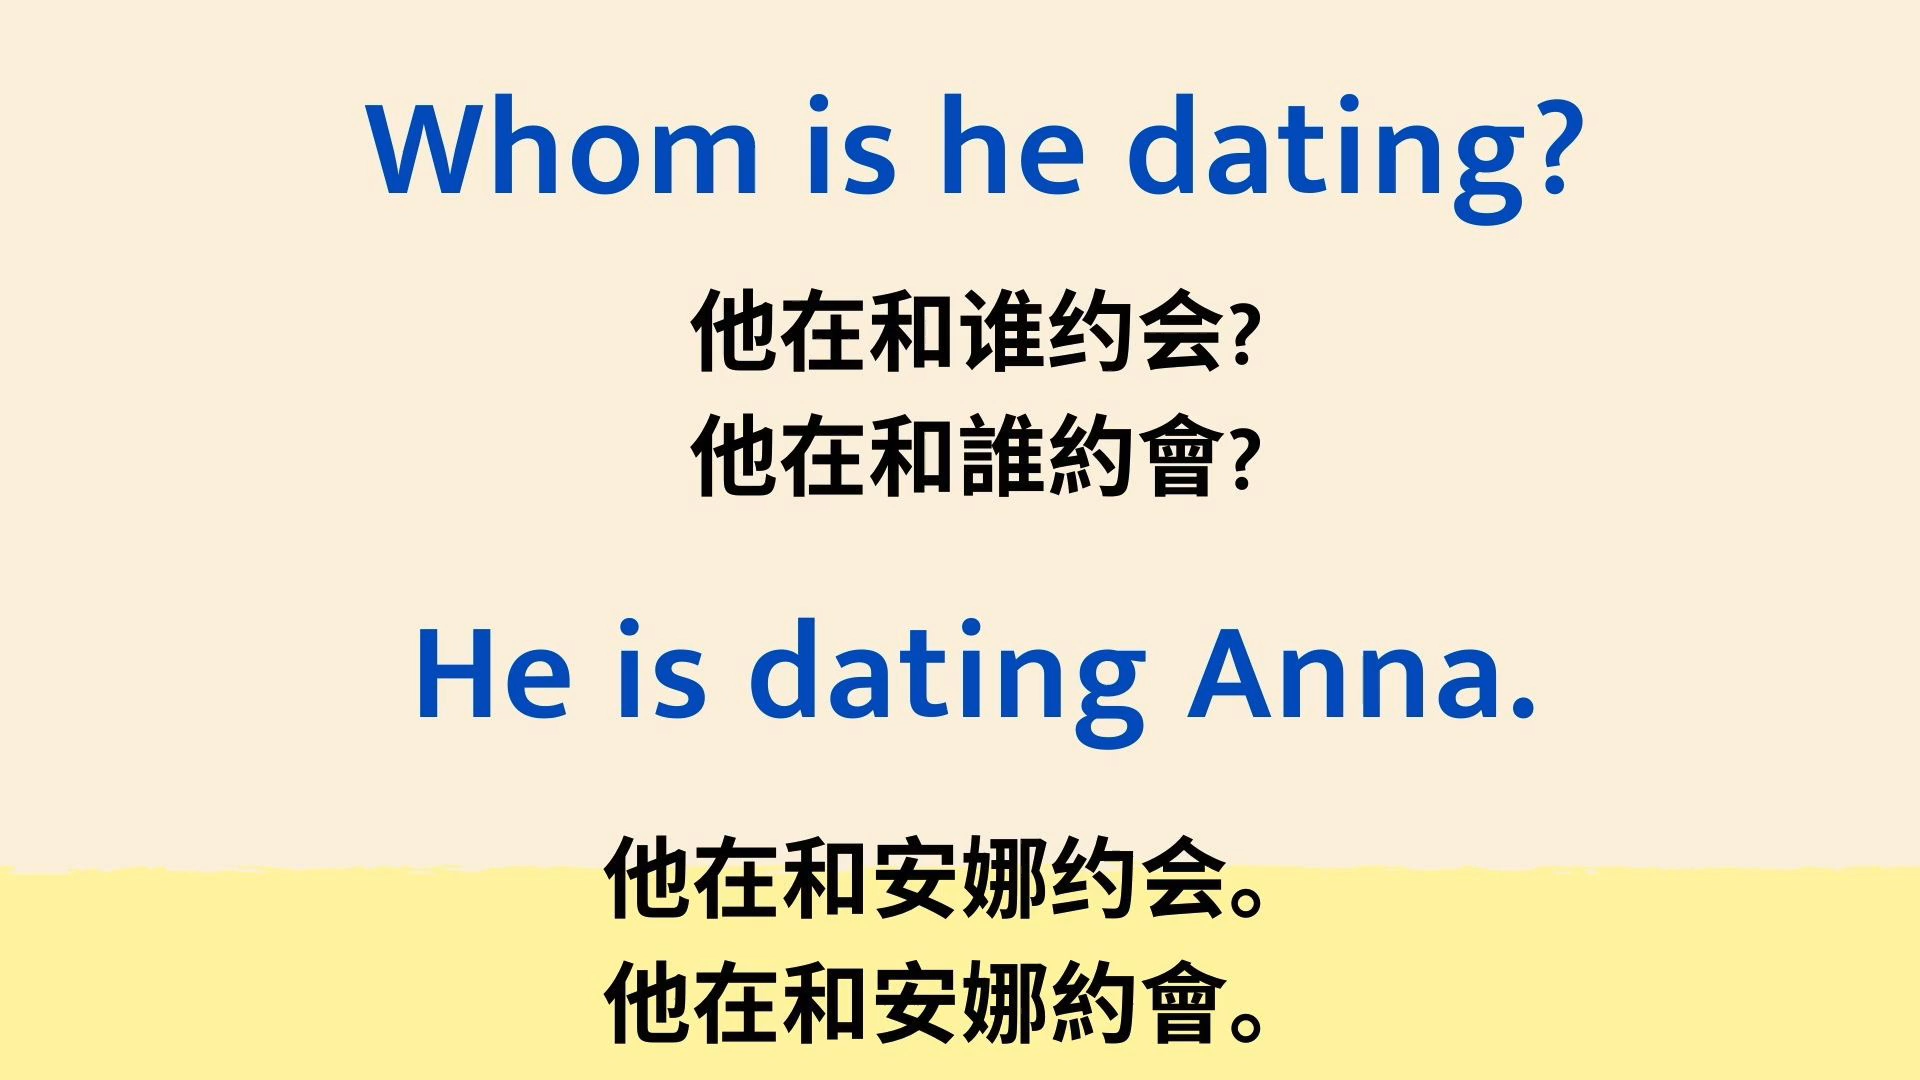 Whom is he dating?
他在和谁约会?
他在和誰約會?
He is dating Anna.
他在和安娜约会。
他在和安娜約會。